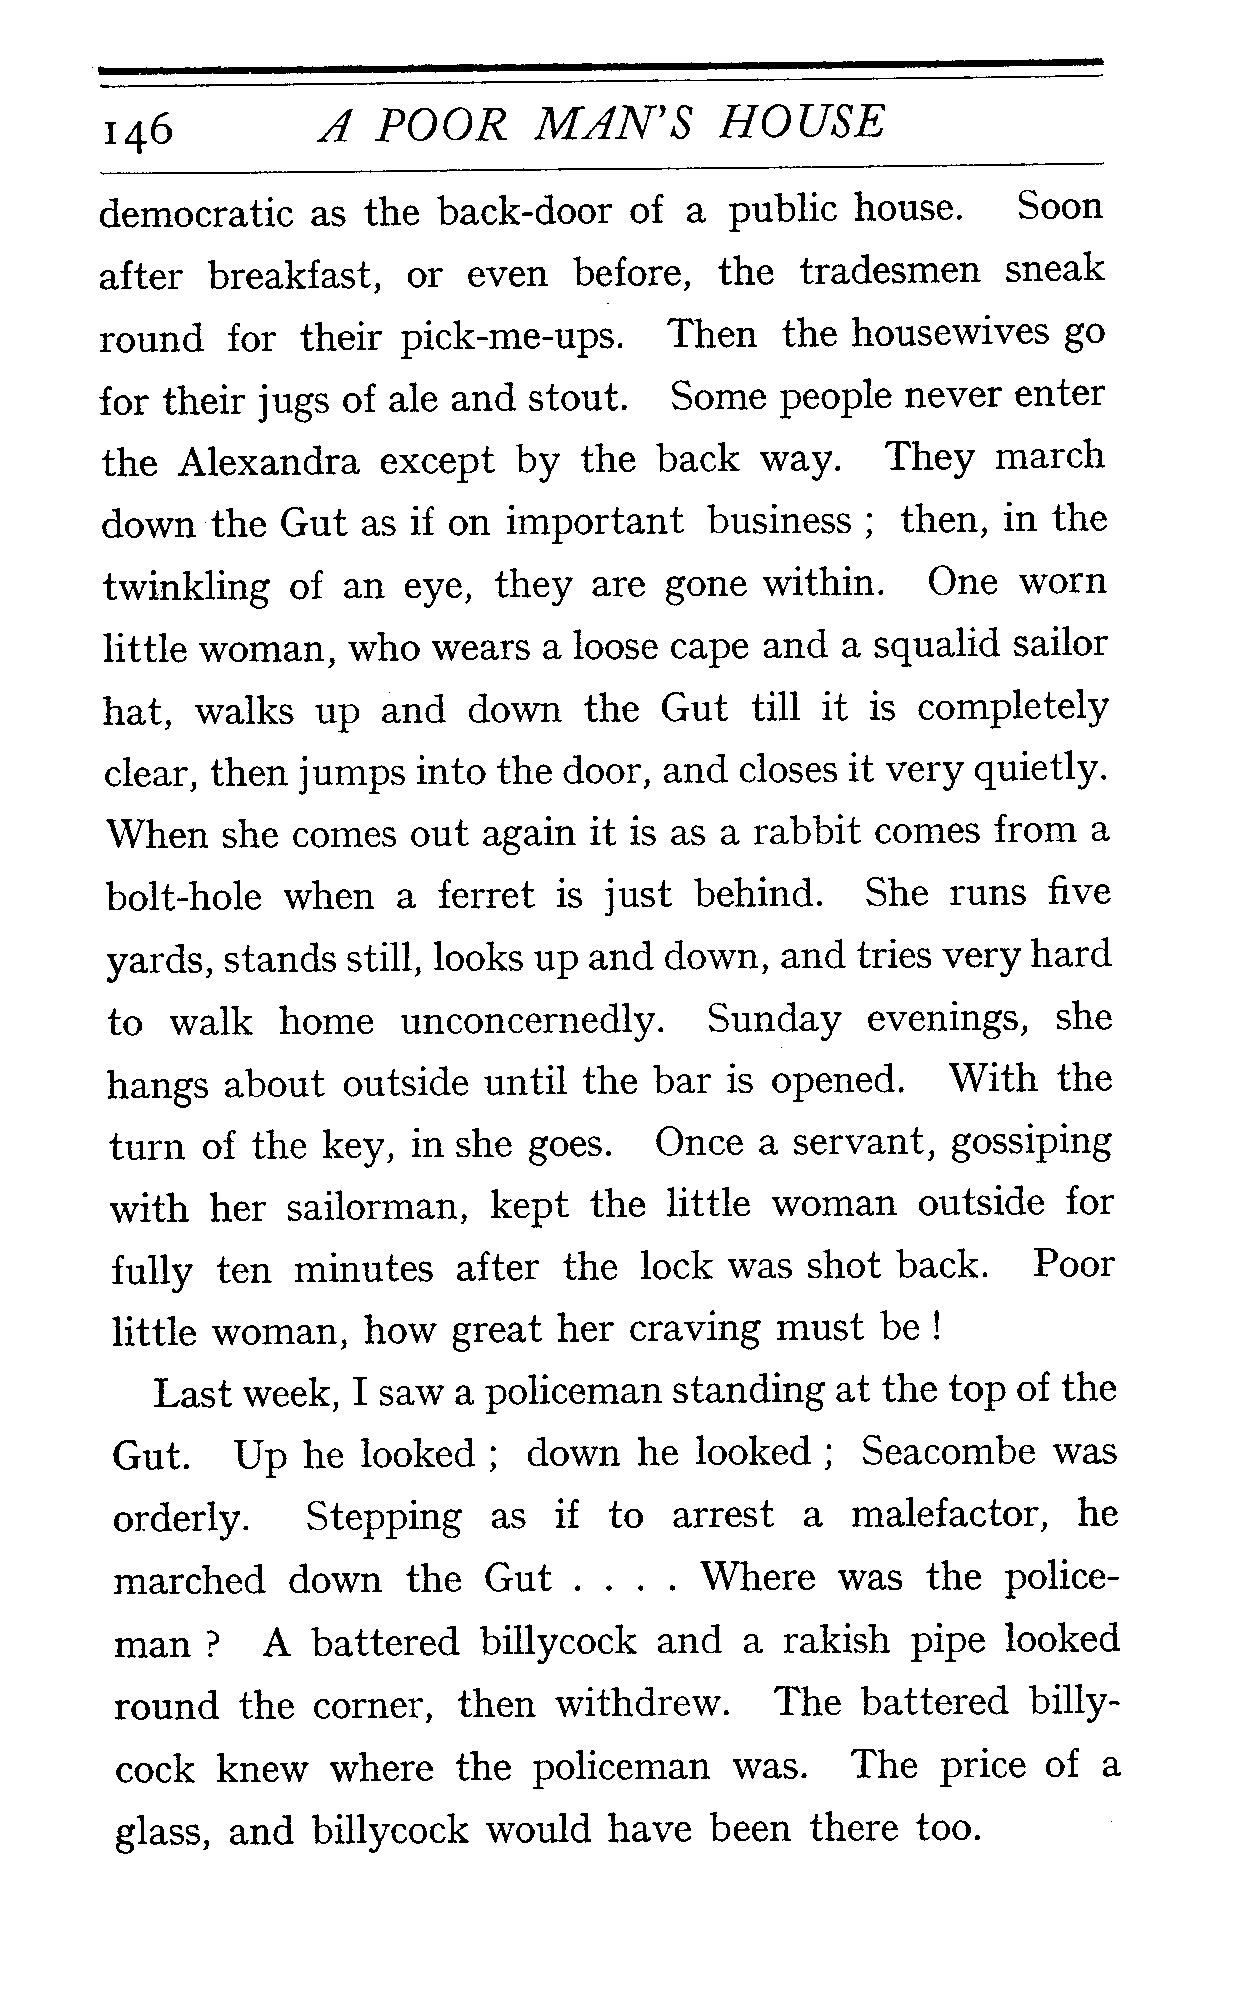 146 A POOR MAN'S HOUSE
democratic as the back-door of a public house. Soon
after breakfast, or even before, the tradesmen sneak
round for their pick-me-ups. Then the housewives go
for their jugs of ale and stout. Some people never enter
the Alexandra except by the back way. They march
down the Gut as if on important business ; then, in the
twinkling of an eye, they are gone within. One worn
little woman, who wears a loose cape and a squalid sailor
hat, walks up and down the Gut till it is completely
clear, then jumps into the door, and closes it very quietly.
When she comes out again it is as a rabbit comes from a
bolt-hole when a ferret is just behind. She runs five
yards, stands still, looks up and down, and tries very hard
to walk home unconcernedly. Sunday evenings, she
hangs about outside until the bar is opened. With the
turn of the key, in she goes. Once a servant, gossiping
with her sailorman, kept the little woman outside for
fully ten minutes after the lock was shot back. Poor
little woman, how great her craving must be !
Last week, I saw a policeman standing at the top of the
Gut. Up he looked ; down he looked ; Seacombe was
orderly. Stepping as if to arrest a malefactor, he
marched down the Gut . . . . Where was the police-
man ? A battered billycock and a rakish pipe looked
round the corner, then withdrew. The battered billy-
cock knew where the policeman was. The price of a
glass, and billycock would have been there too.